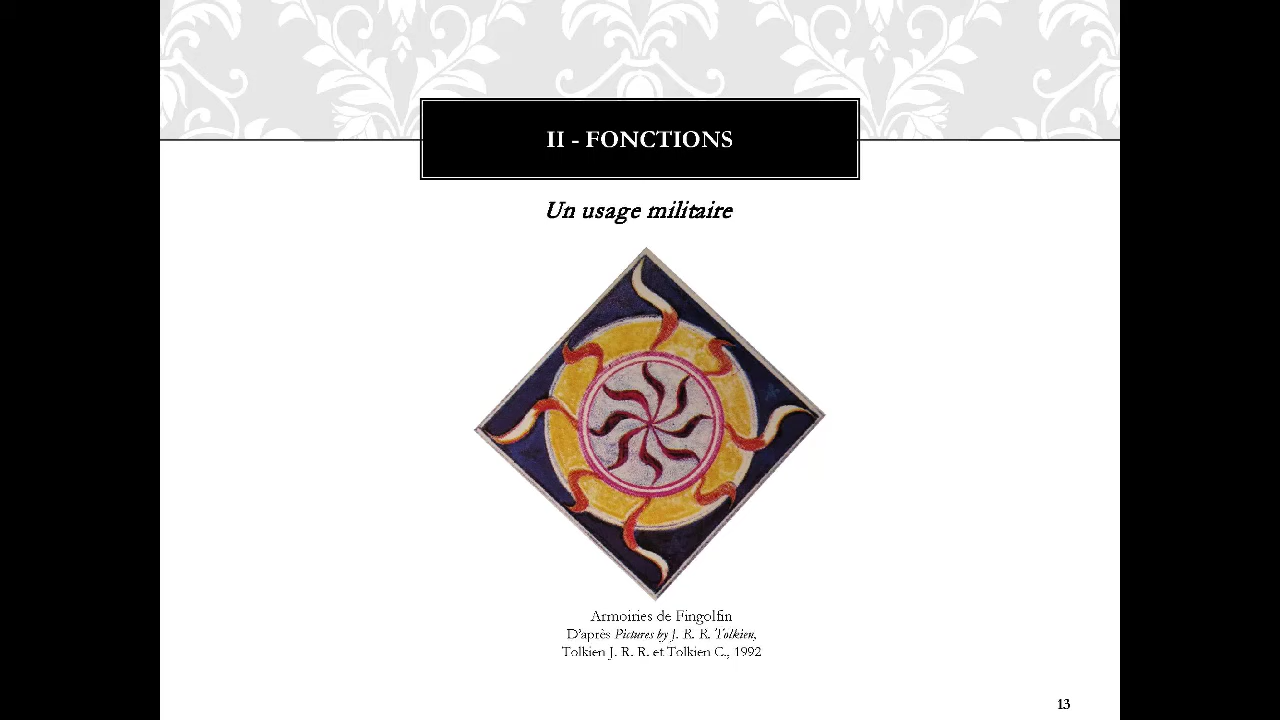 II - FONCTIONS
Un usage militaire
Armoiries de Fingolfin
D'après Pictures by J. R. R. Tolkien,
Tolkien J. R. R. et Tolkien C., 1992
13